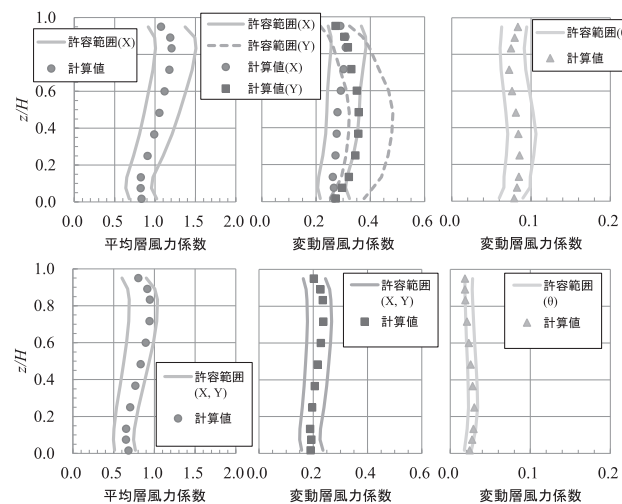 1.0
0.8
0.6
0.4
0.2
0.0
z/H
許容範囲(X)
計算値
0.0
1.0
2.0
平均層風力係数
許容範囲(X)
許容範囲(Y)
計算値(X)
計算値(Y)
0.0
0.2
0.4
0.6
変動層風力係数
許容範囲(
計算値
0.0
0.1
0.2
変動層風力係数
1.0
0.8
0.6
0.4
0.2
0.0
z/H
許容範囲
(X, Y)
計算値
0.0
1.0
2.0
平均層風力係数
許容範囲
(X, Y)
計算値
0.0
0.2
0.4
0.6
変動層風力係数
許容範囲
(θ)
計算値
0.0
0.1
0.2
変動層風力係数